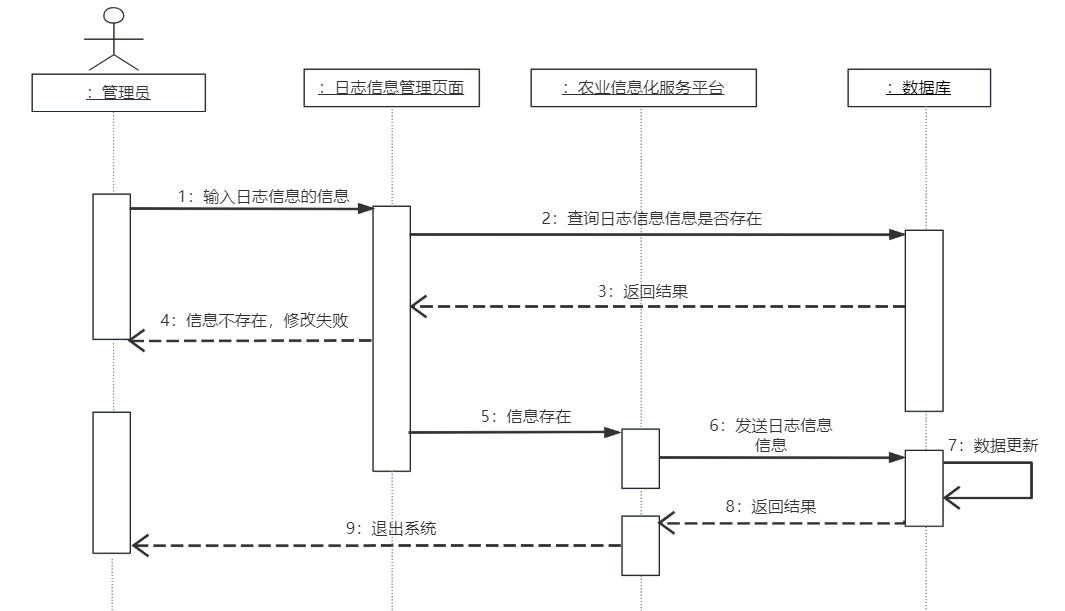 ：管理员
：日志信息管理页面
：农业信息化服务平台
：数据库
1：输入日志信息的信息
2：查询日志信息信息是否存在
3：返回结果
4：信息不存在，修改失败
5：信息存在
6：发送日志信息
信息
7：数据更新
8：返回结果
9：退出系统